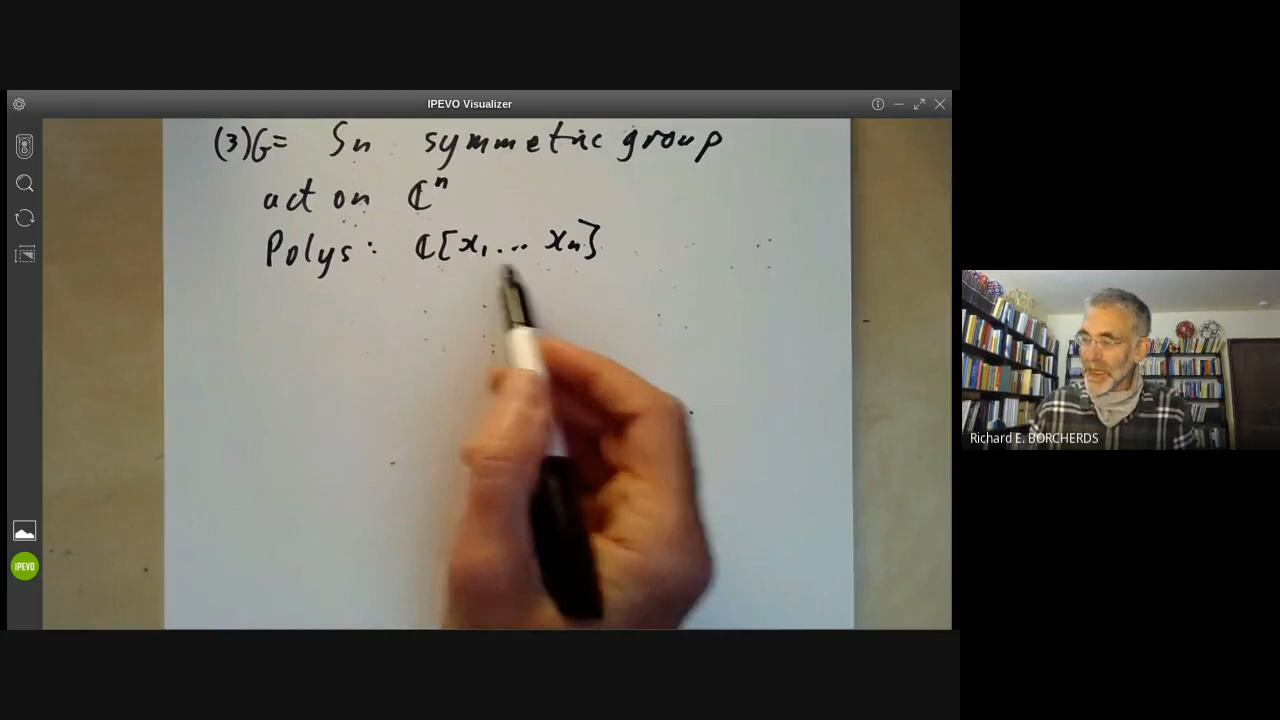 IPEVO Visualizer
(3) G = Sn symmetric group
act on ℂⁿ
Polys: ℂ[x₁... xₙ]
Richard E. BORCHERDS
IPEVO